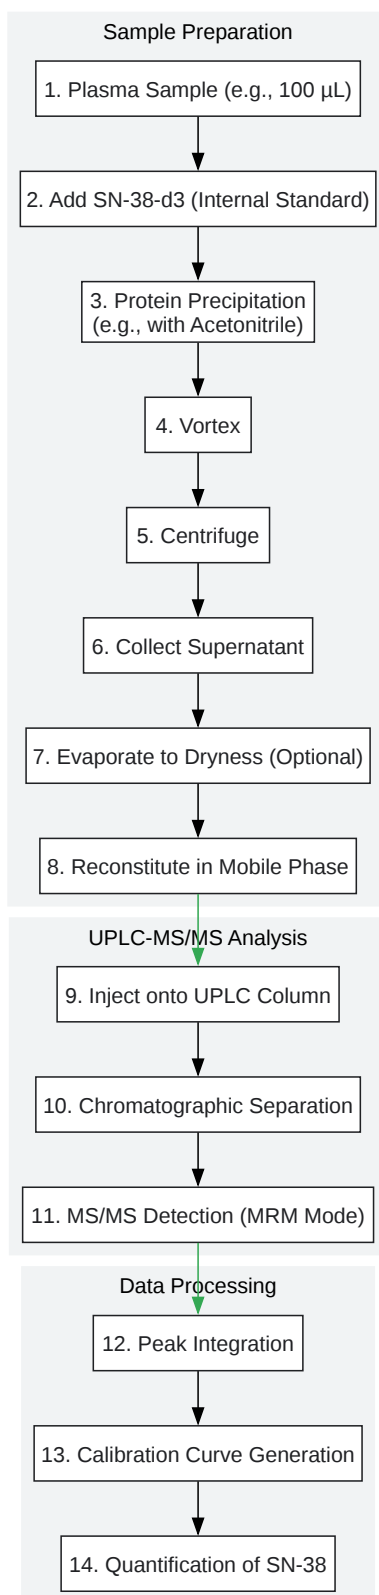 Sample Preparation
1. Plasma Sample (e.g., 100 µL)
2. Add SN-38-d3 (Internal Standard)
3. Protein Precipitation
(e.g., with Acetonitrile)
4. Vortex
5. Centrifuge
6. Collect Supernatant
7. Evaporate to Dryness (Optional)
8. Reconstitute in Mobile Phase
UPLC-MS/MS Analysis
9. Inject onto UPLC Column
10. Chromatographic Separation
11. MS/MS Detection (MRM Mode)
Data Processing
12. Peak Integration
13. Calibration Curve Generation
14. Quantification of SN-38